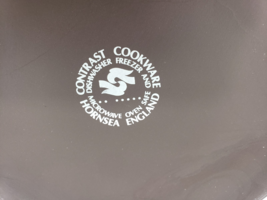 CONTRAST COOKWARE
DISHWASHER FREEZER AND
MICROWAVE OVEN SAFE
HORNSEA ENGLAND